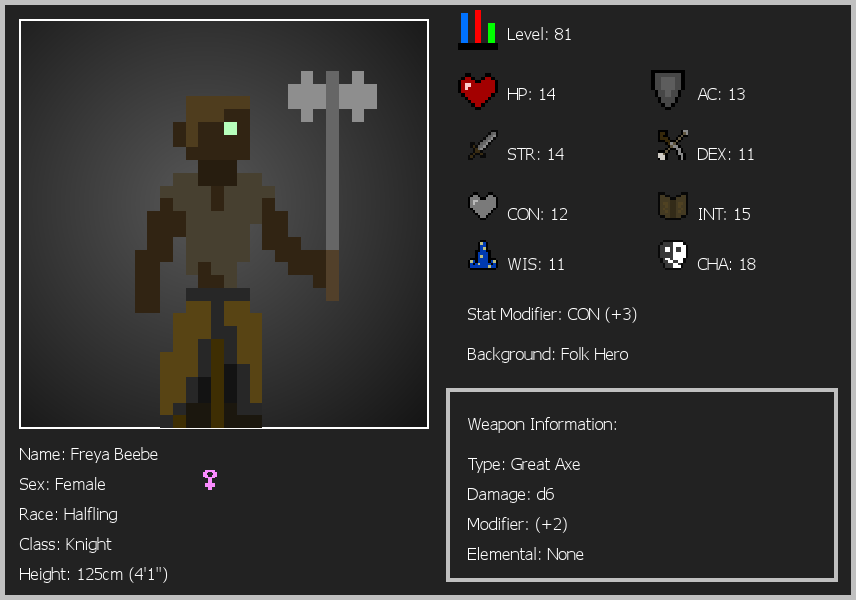 Level: 81
HP: 14
AC: 13
STR: 14
DEX: 11
CON: 12
INT: 15
WIS: 11
CHA: 18
Stat Modifier: CON (+3)
Background: Folk Hero
Name: Freya Beebe
Sex: Female
Race: Halfling
Class: Knight
Height: 125cm (4'1")
Weapon Information:
Type: Great Axe
Damage: d6
Modifier: (+2)
Elemental: None